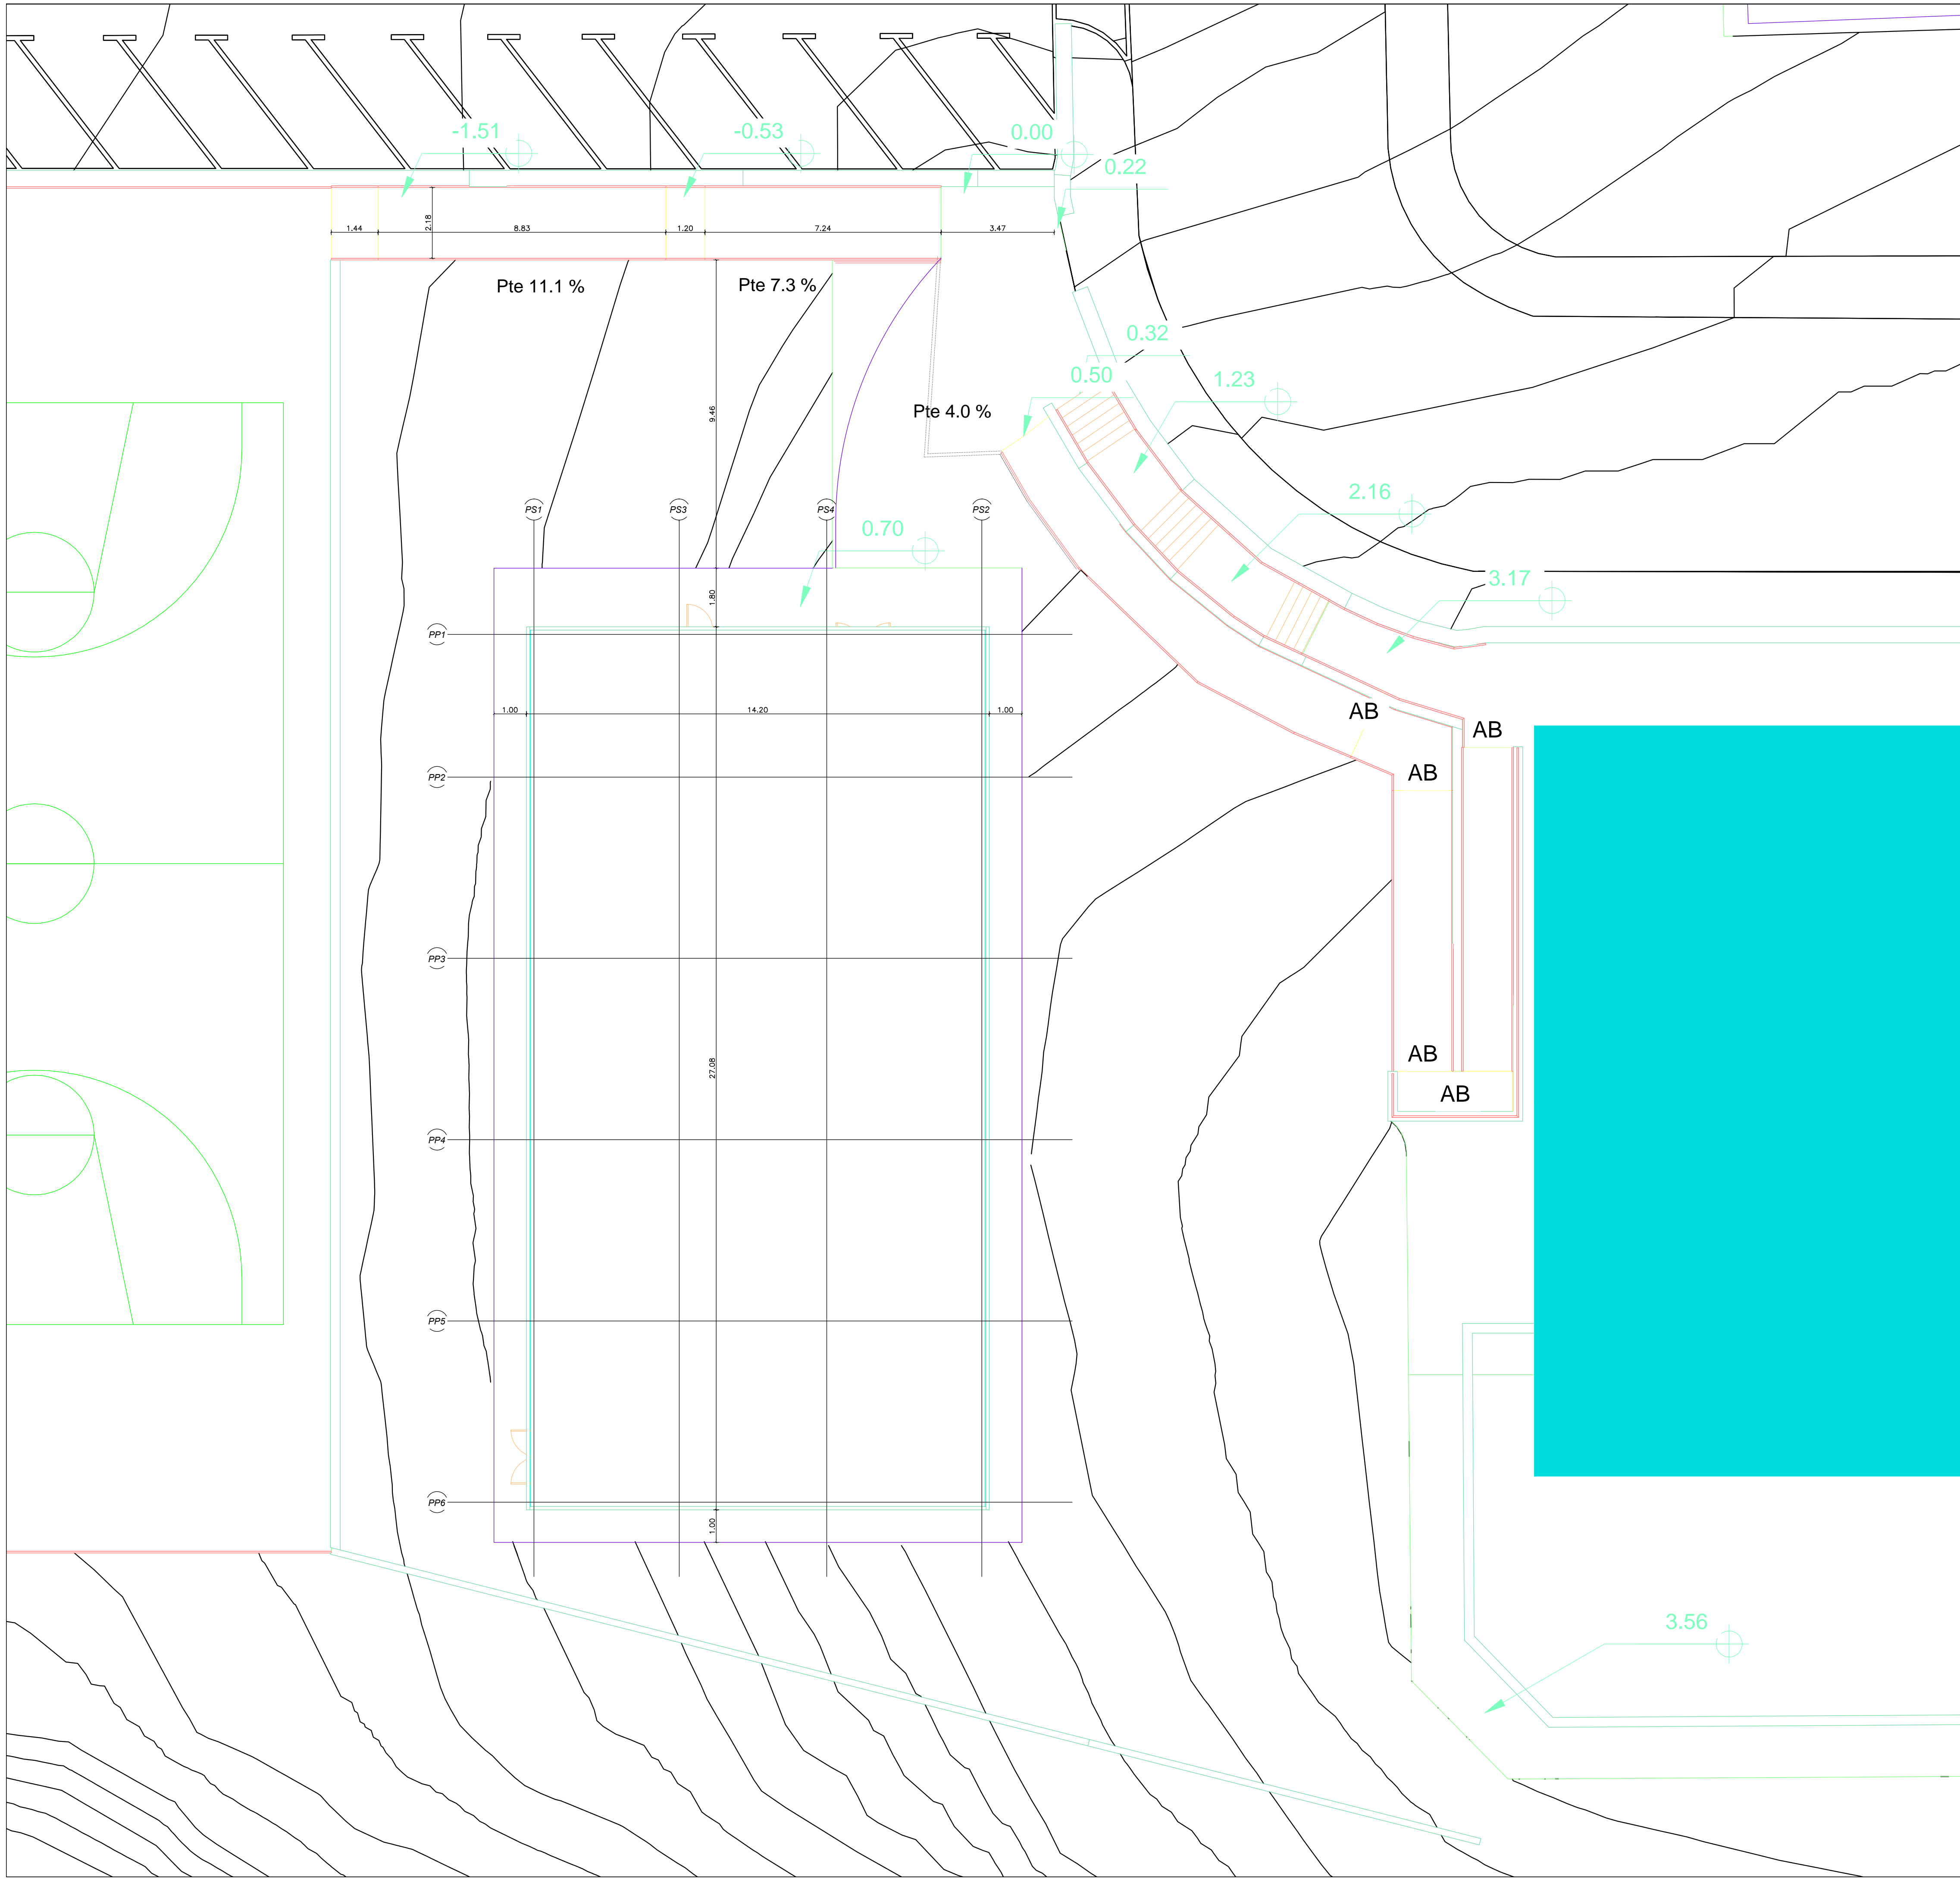 -1.51
-0.53
0.00
0.22
2.18
1.44
8.83
1.20
7.24
3.47
Pte 11.1 %
Pte 7.3 %
0.32
0.50
1.23
9.46
Pte 4.0 %
2.16
PS1
PS3
PS4
PS2
0.70
3.17
1.80
PP1
1.00
14.20
1.00
AB
AB
PP2
AB
PP3
27.08
AB
AB
PP4
PP5
PP6
1.00
3.56